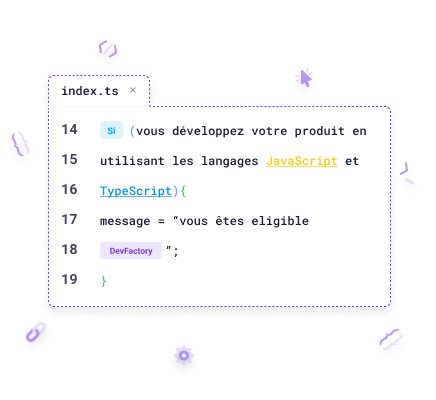 index.ts ×
14 Si (vous développez votre produit en
15 utilisant les langages JavaScript et
16 TypeScript){
17 message = “vous êtes eligible
18 DevFactory ”;
19 }